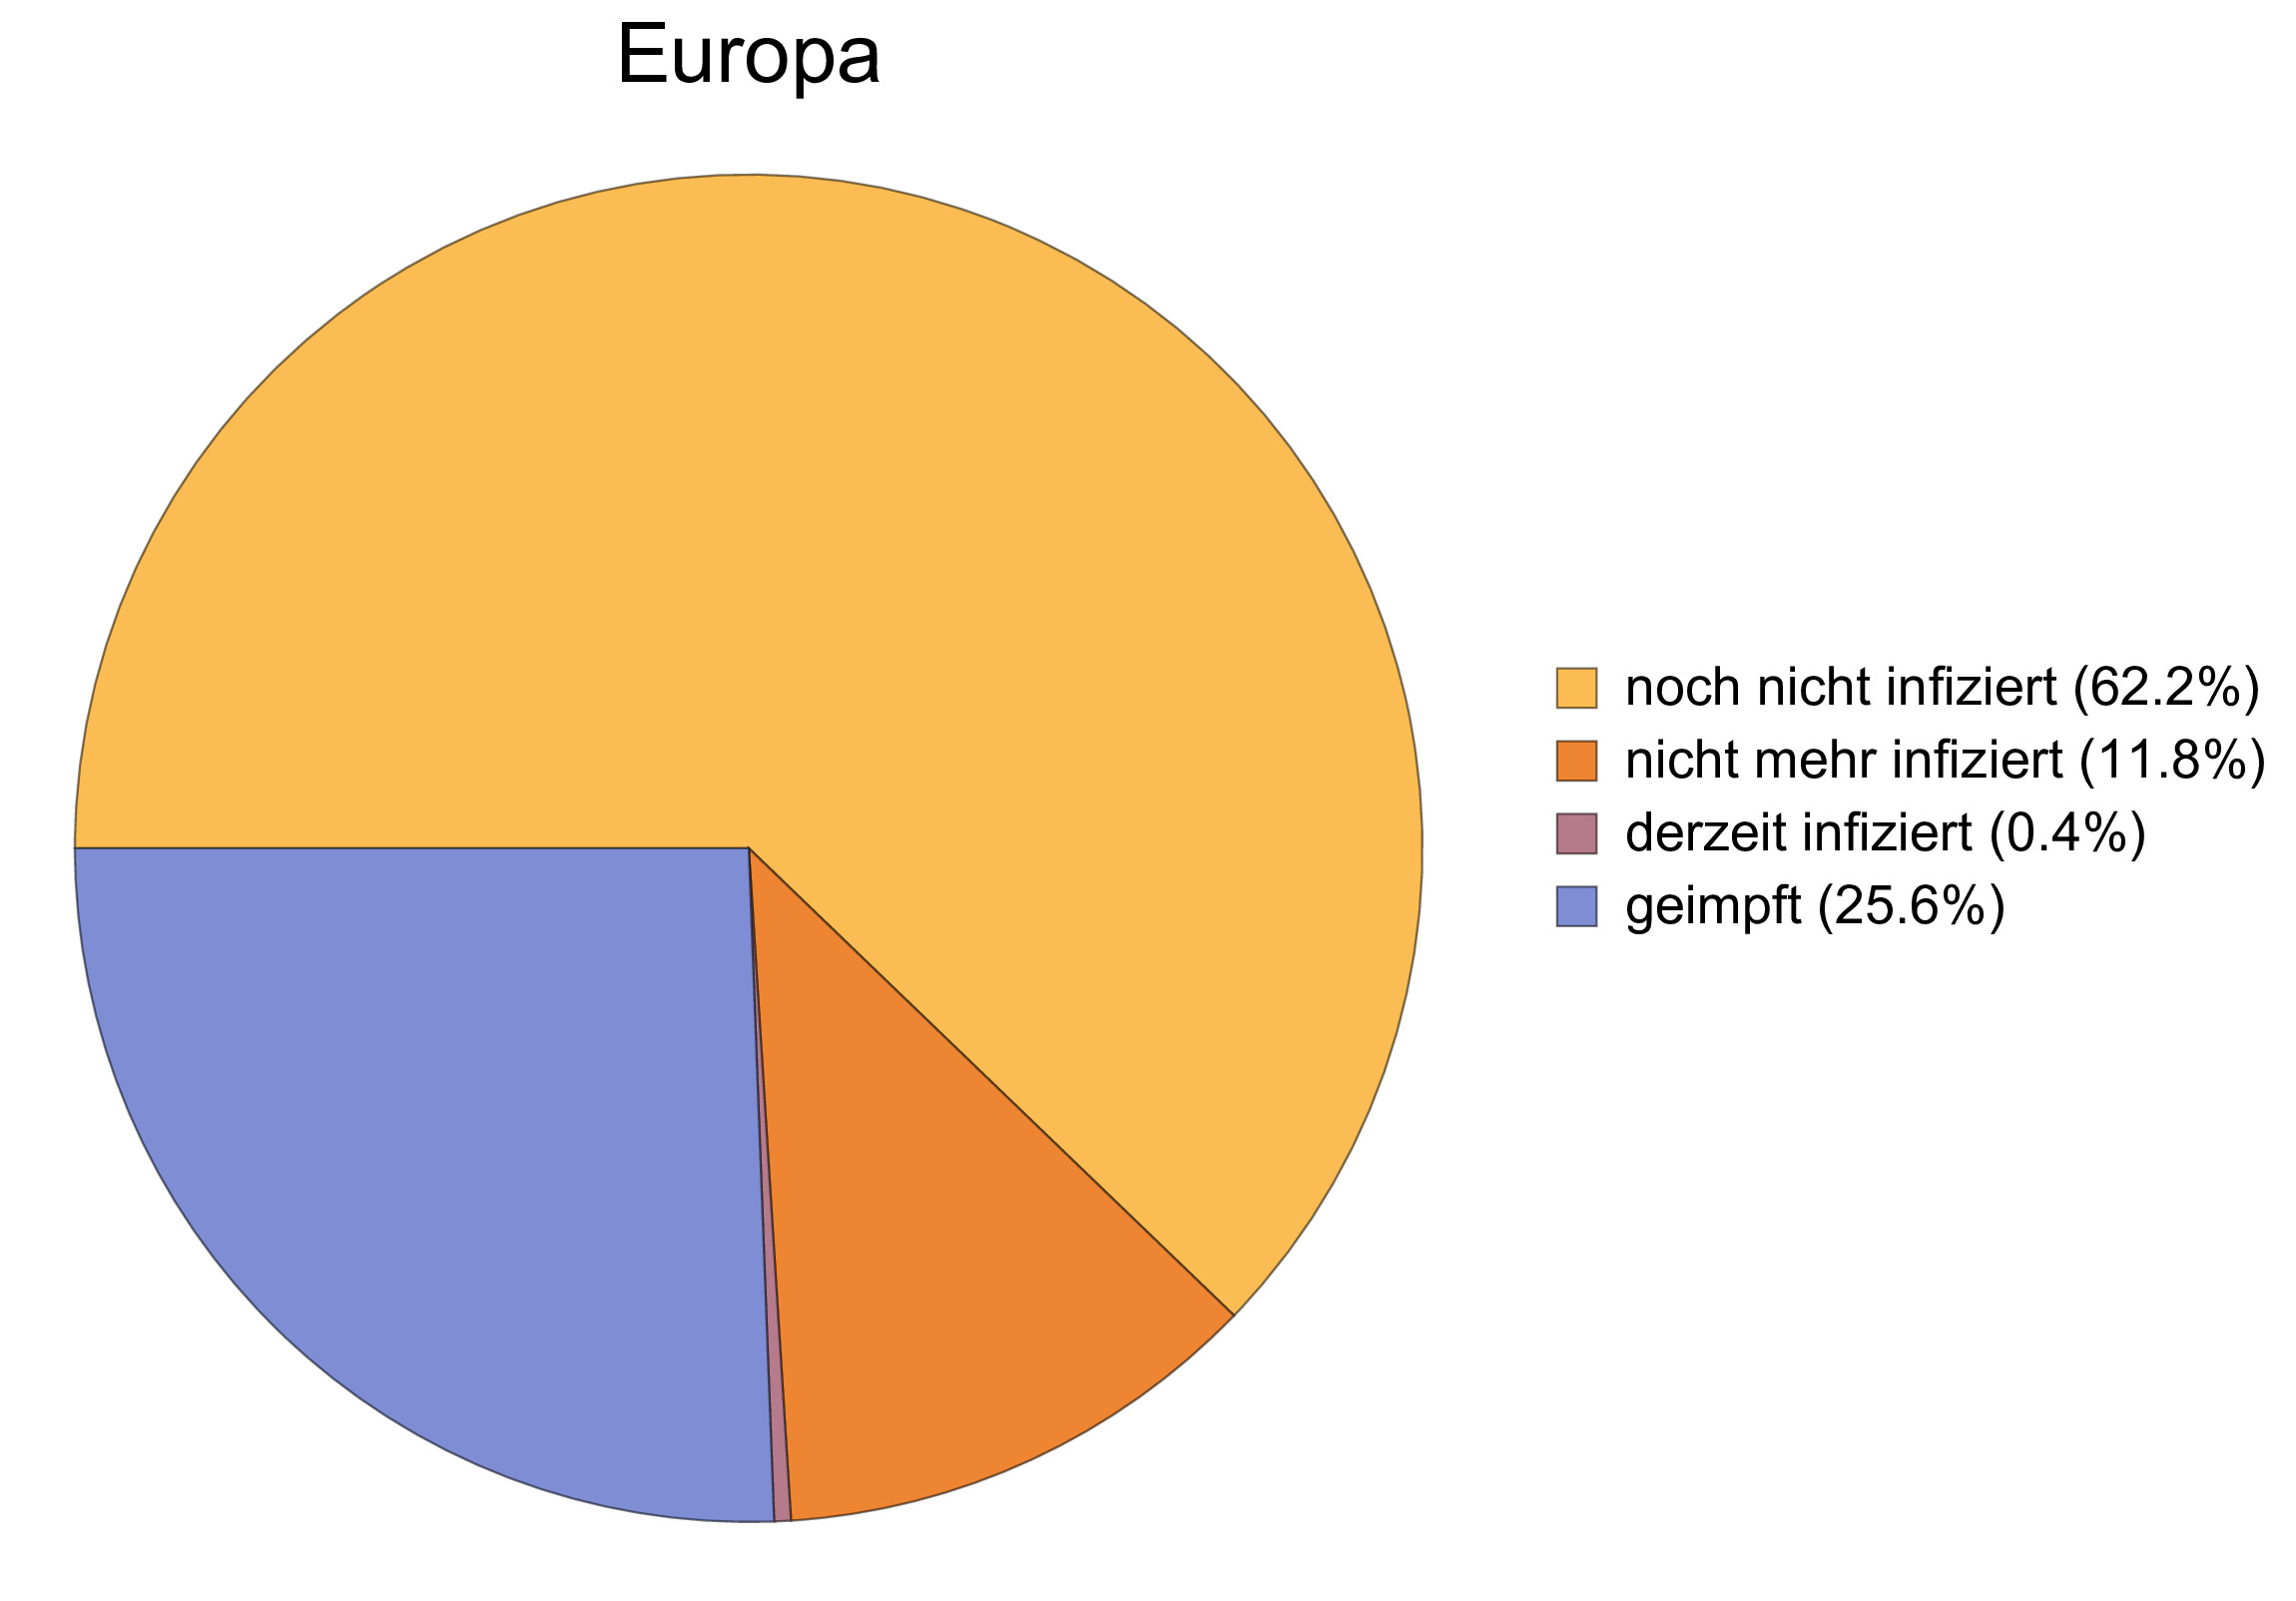 Europa
noch nicht infiziert (62.2%)
nicht mehr infiziert (11.8%)
derzeit infiziert (0.4%)
geimpft (25.6%)